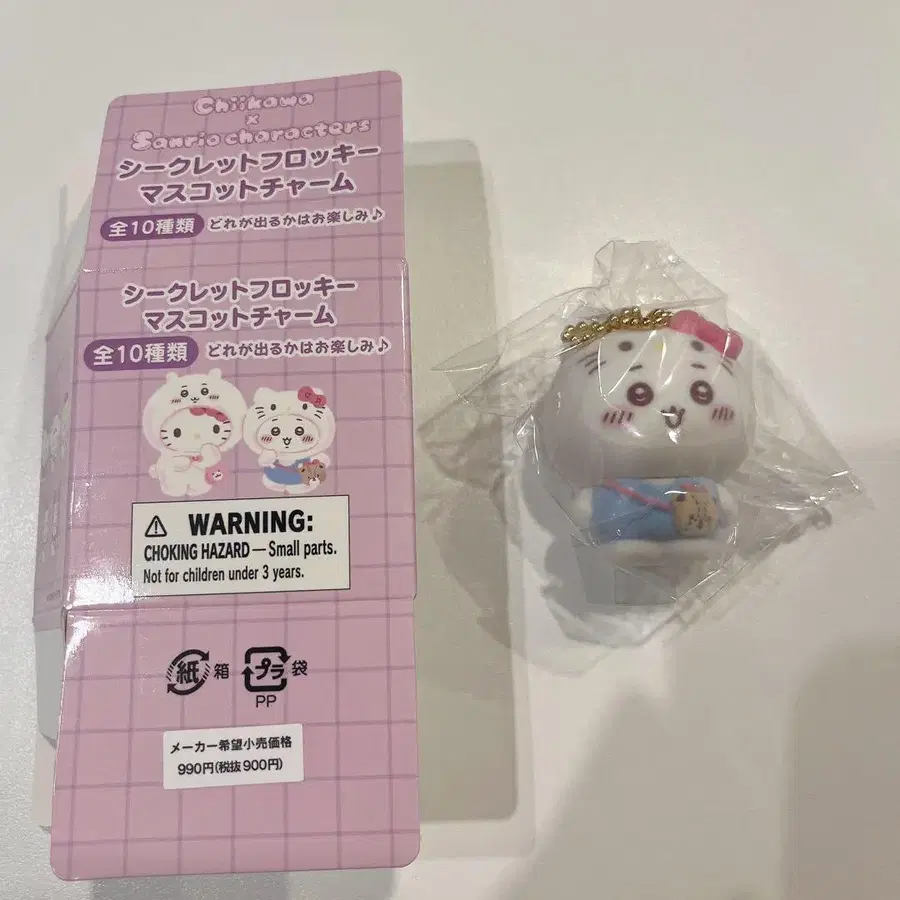 Chiikawa
x
Sanrio characters
シークレットフロッキー
マスコットチャーム
全10種類 どれが出るかはお楽しみ♪
シークレットフロッキー
マスコットチャーム
全10種類 どれが出るかはお楽しみ♪
⚠ WARNING:
CHOKING HAZARD — Small parts.
Not for children under 3 years.
紙 箱 プラ 袋
PP
メーカー希望小売価格
990円(税抜900円)